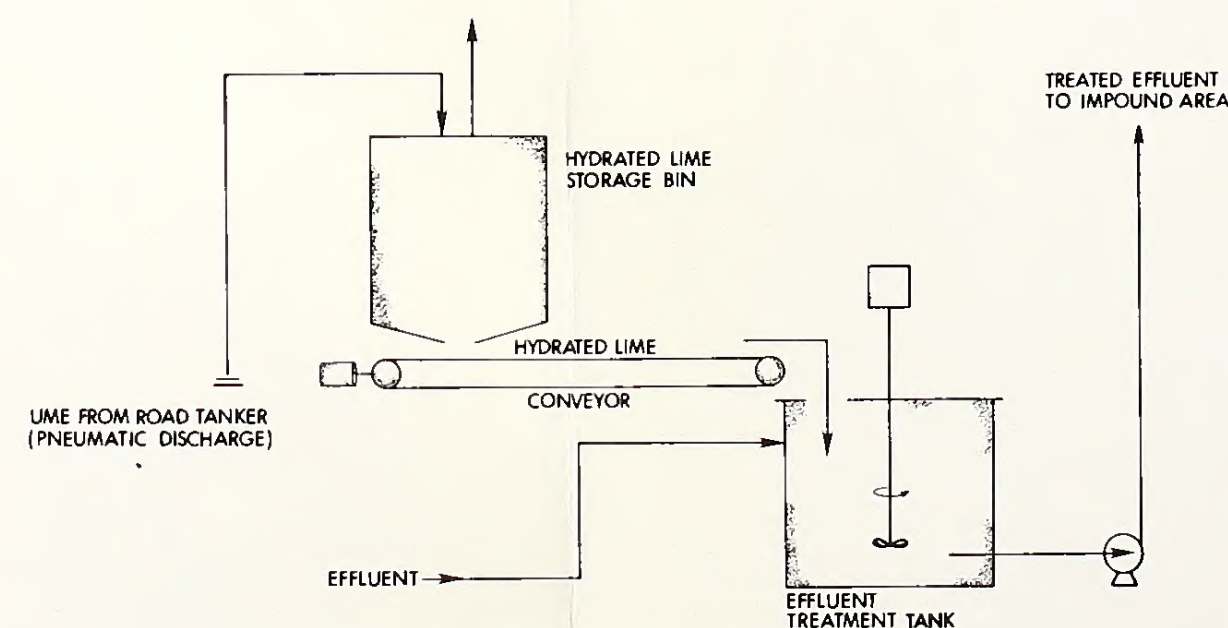 TREATED EFFLUENT
TO IMPOUND AREA
HYDRATED LIME
STORAGE BIN
HYDRATED LIME
CONVEYOR
UME FROM ROAD TANKER
(PNEUMATIC DISCHARGE)
EFFLUENT
EFFLUENT
TREATMENT TANK